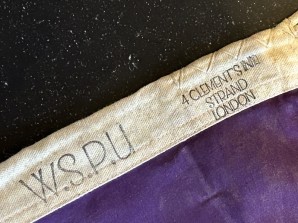 W.S.P.U
4 CLEMENT'S INN
STRAND
LONDON